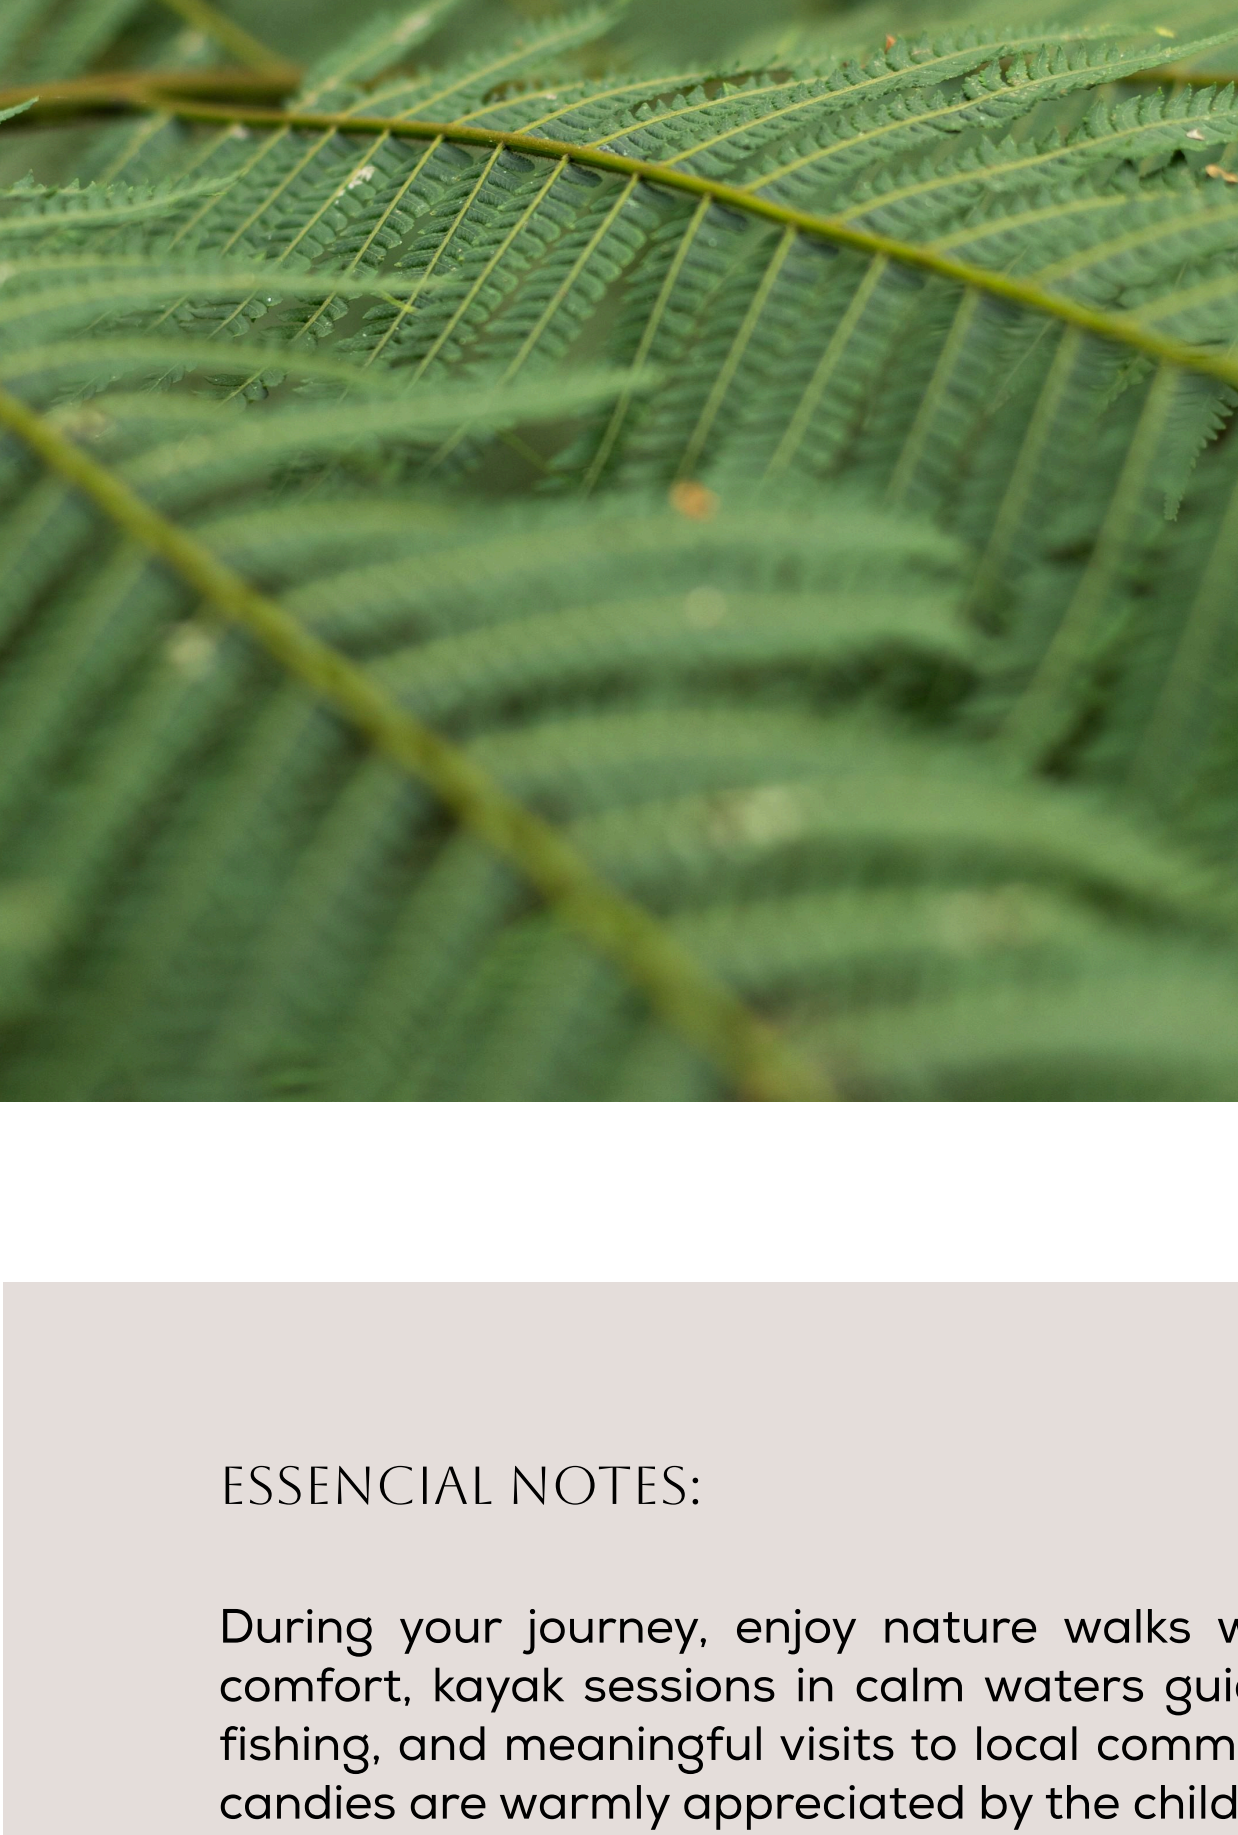 ESSENCIAL NOTES:
During your journey, enjoy nature walks
comfort, kayak sessions in calm waters
fishing, and meaningful visits to local
candies are warmly appreciated by the